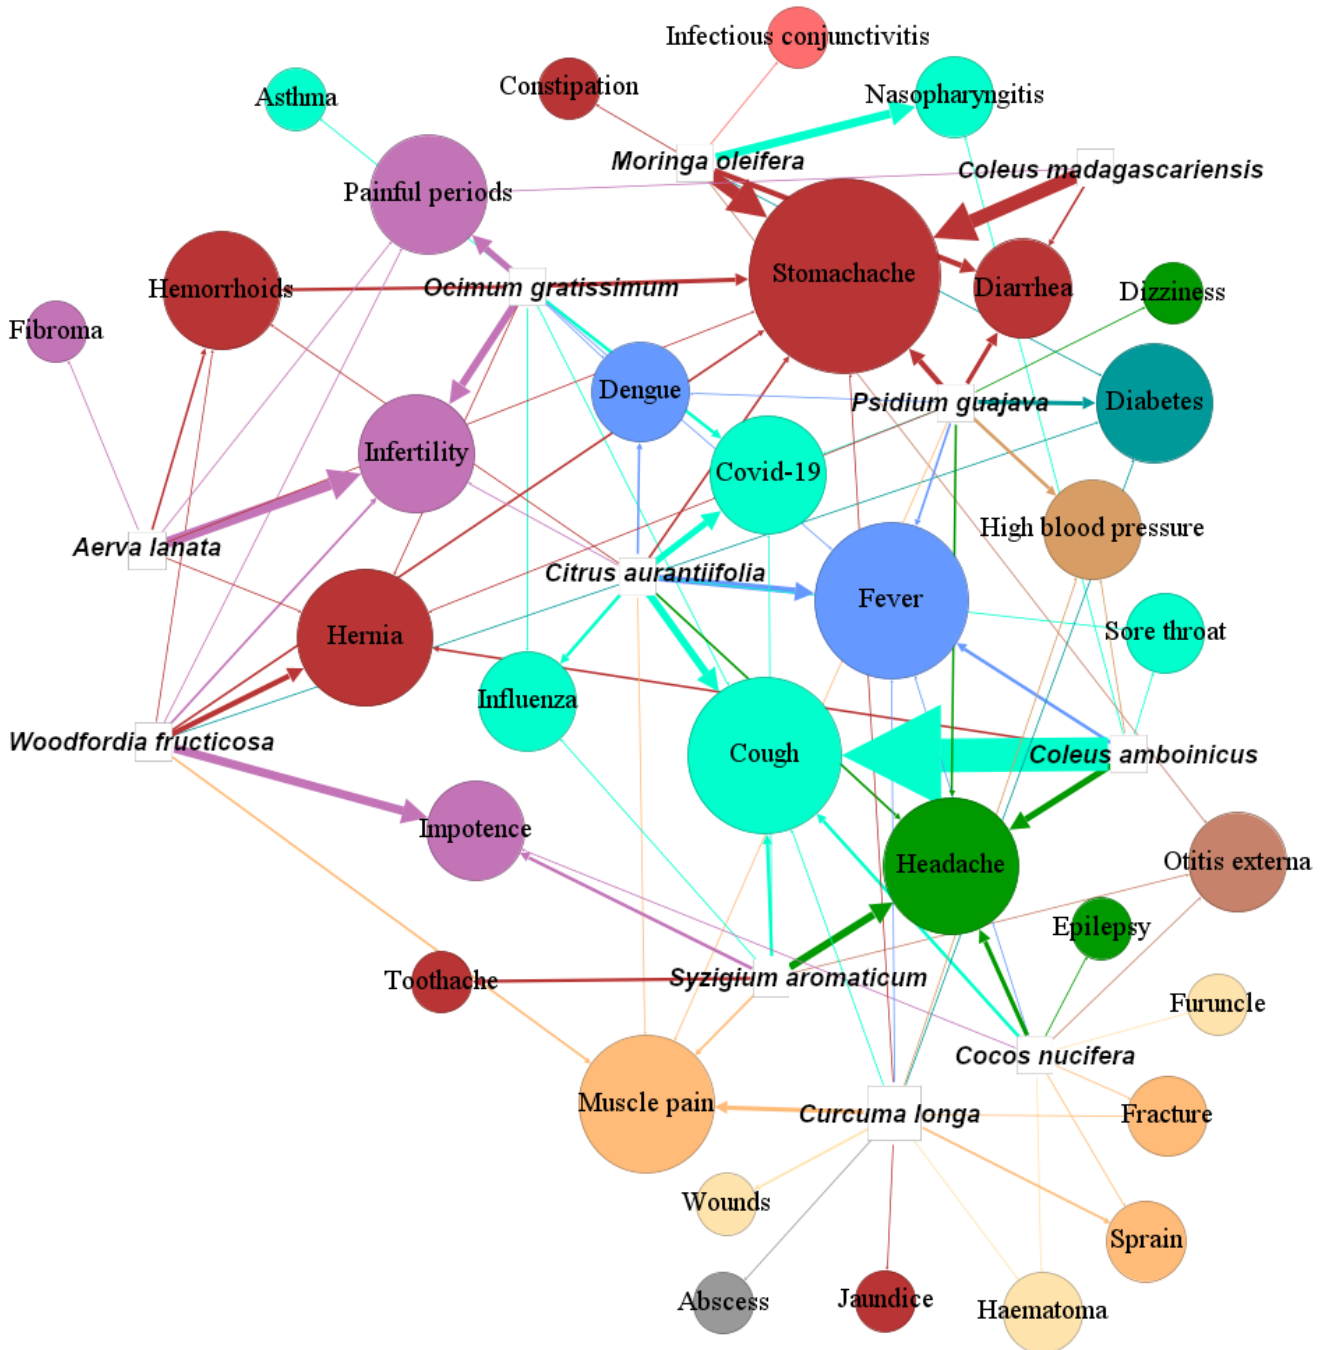 Infectious conjunctivitis
Constipation
Asthma
Nasopharyngitis
Moringa oleifera
Coleus madagascariensis
Painful periods
Stomachache
Hemorrhoids
Ocimum gratissimum
Diarrhea
Dizziness
Fibroma
Dengue
Psidium guajava
Diabetes
Infertility
Covid-19
High blood pressure
Aerva lanata
Citrus aurantiifolia
Fever
Hernia
Sore throat
Influenza
Woodfordia fructicosa
Cough
Coleus amboinicus
Impotence
Headache
Otitis externa
Epilepsy
Toothache
Syzigium aromaticum
Furuncle
Cocos nucifera
Muscle pain
Curcuma longa
Fracture
Wounds
Sprain
Abscess
Jaundice
Haematoma